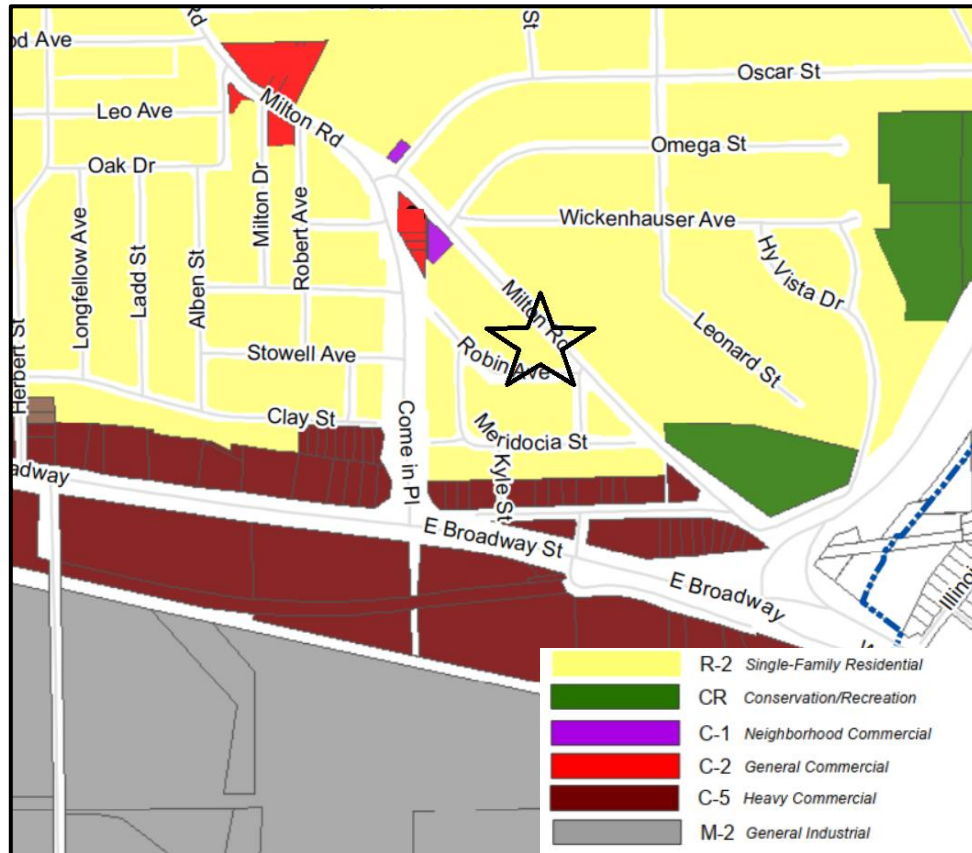 Rd
St
od Ave
Oscar St
Leo Ave
Milton Rd
Omega St
Oak Dr
Wickenhauser Ave
Longfellow Ave
Ladd St
Alben St
Milton Dr
Robert Ave
Hy Vista Dr
Milton Rd
Leonard St
Stowell Ave
Robin Ave
Herbert St
Clay St
Come in Pl
Meridocia St
Kyle St
adway
E Broadway St
E Broadway
Illinoi
R-2 Single-Family Residential
CR Conservation/Recreation
C-1 Neighborhood Commercial
C-2 General Commercial
C-5 Heavy Commercial
M-2 General Industrial